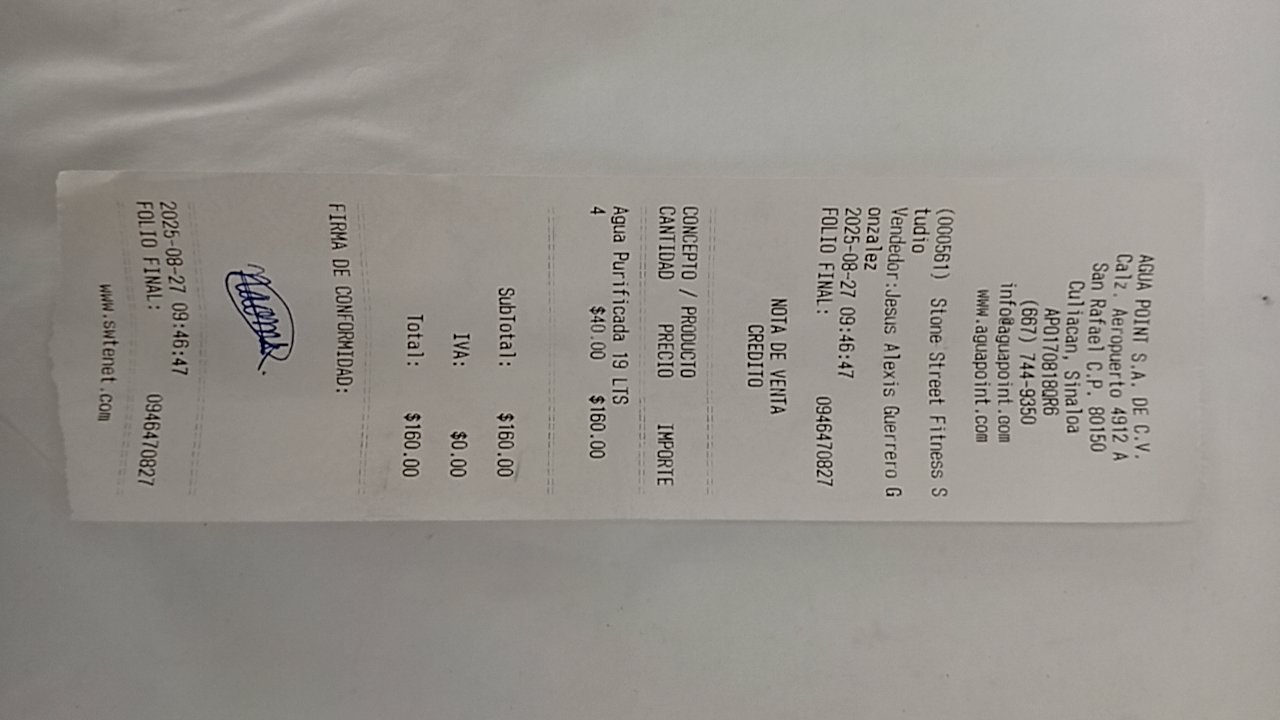 AGUA POINT S.A. DE C.V.
Calz. Aeropuerto 4912 A
San Rafael C.P. 80150
Culiacan, Sinaloa
APO170818QR6
(667) 744-9350
info@aguapoint.com
www.aguapoint.com
(000561) Stone Street Fitness S
tudio
Vendedor:Jesus Alexis Guerrero G
onzalez
2025-08-27 09:46:47
FOLIO FINAL: 0946470827
NOTA DE VENTA
CREDITO
CONCEPTO / PRODUCTO
CANTIDAD PRECIO IMPORTE
Agua Purificada 19 LTS
4 $40.00 $160.00
SubTotal: $160.00
IVA: $0.00
Total: $160.00
FIRMA DE CONFORMIDAD:
2025-08-27 09:46:47
FOLIO FINAL: 0946470827
www.swtenet.com